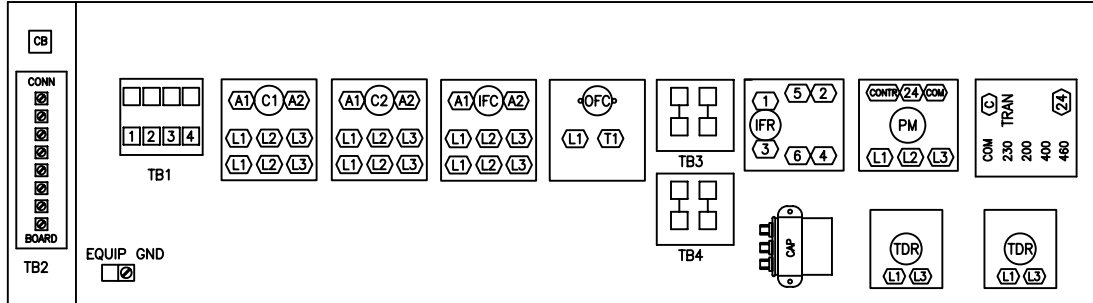 CB
CONN
BOARD
TB2
EQUIP GND
1 2 3 4
TB1
A1 C1 A2
L1 L2 L3
L1 L2 L3
A1 C2 A2
L1 L2 L3
L1 L2 L3
A1 IFC A2
L1 L2 L3
L1 L2 L3
OFC
L1 T1
TB3
TB4
1 5 2
IFR
3 6 4
CONTR 24 COM
PM
L1 L2 L3
C TRAN 24
COM 230 200 400 460
CAP
TDR
L1 L3
TDR
L1 L3